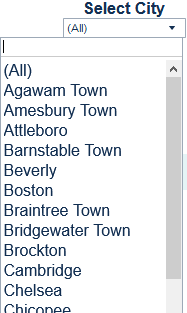 Select City
(All)
(All)
Agawam Town
Amesbury Town
Attleboro
Barnstable Town
Beverly
Boston
Braintree Town
Bridgewater Town
Brockton
Cambridge
Chelsea
Chicopee